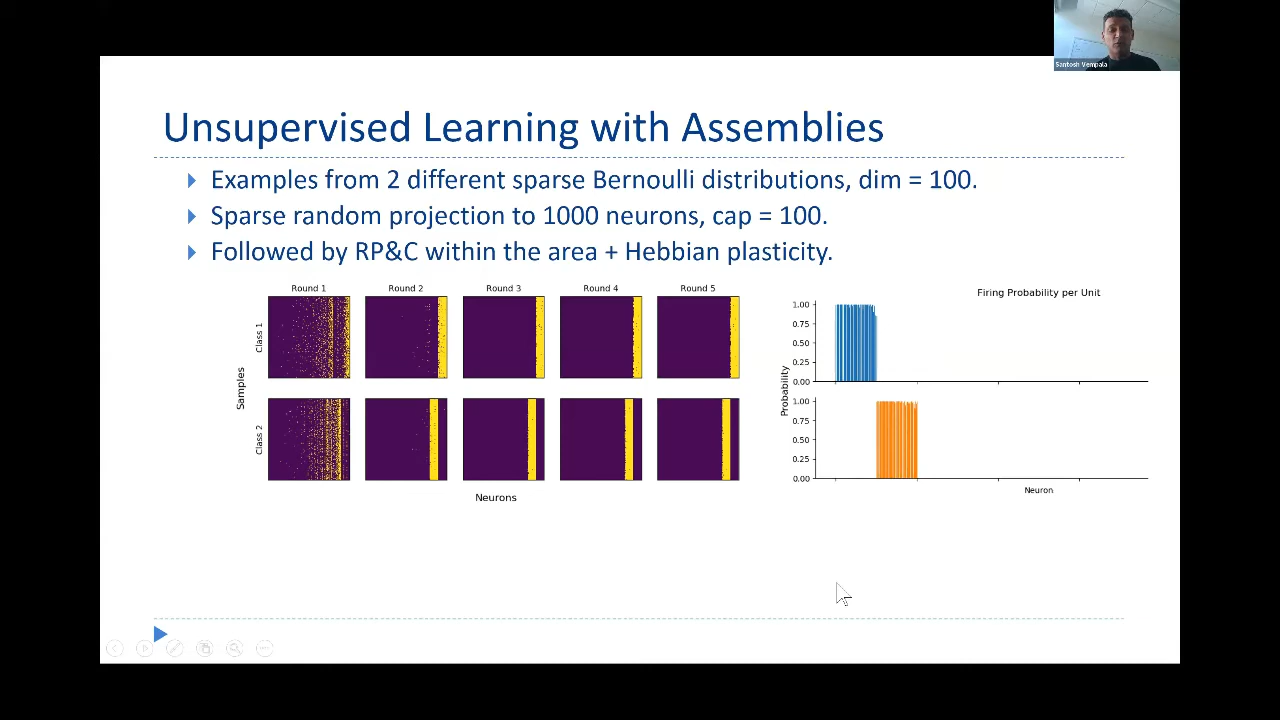 Santosh Vempala
Unsupervised Learning with Assemblies
Examples from 2 different sparse Bernoulli distributions, dim = 100.
Sparse random projection to 1000 neurons, cap = 100.
Followed by RP&C within the area + Hebbian plasticity.
Round 1
Round 2
Round 3
Round 4
Round 5
Class 1
Class 2
Samples
Neurons
Firing Probability per Unit
1.00
0.75
0.50
0.25
0.00
1.00
0.75
0.50
0.25
0.00
Probability
Neuron